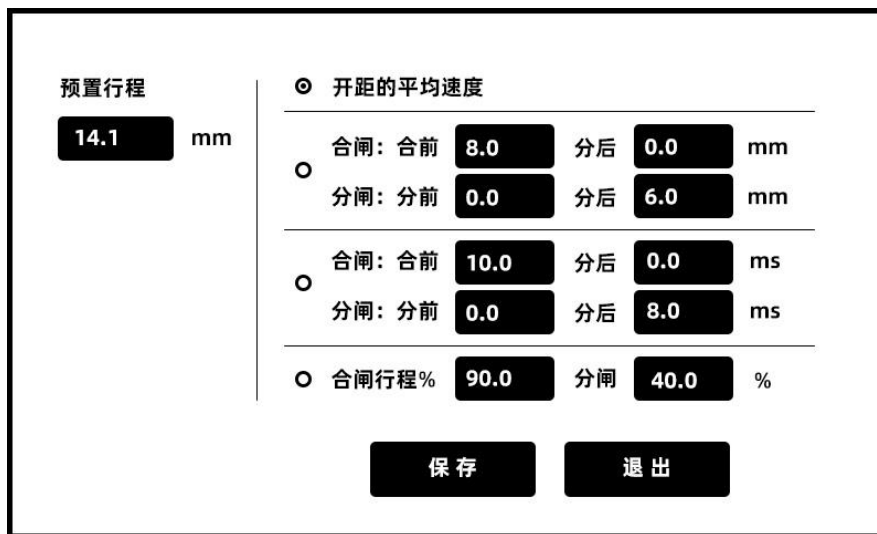 预置行程
14.1 mm
开距的平均速度
合闸：合前 8.0 分后 0.0 mm
分闸：分前 0.0 分后 6.0 mm
合闸：合前 10.0 分后 0.0 ms
分闸：分前 0.0 分后 8.0 ms
合闸行程% 90.0 分闸 40.0 %
保存 退出